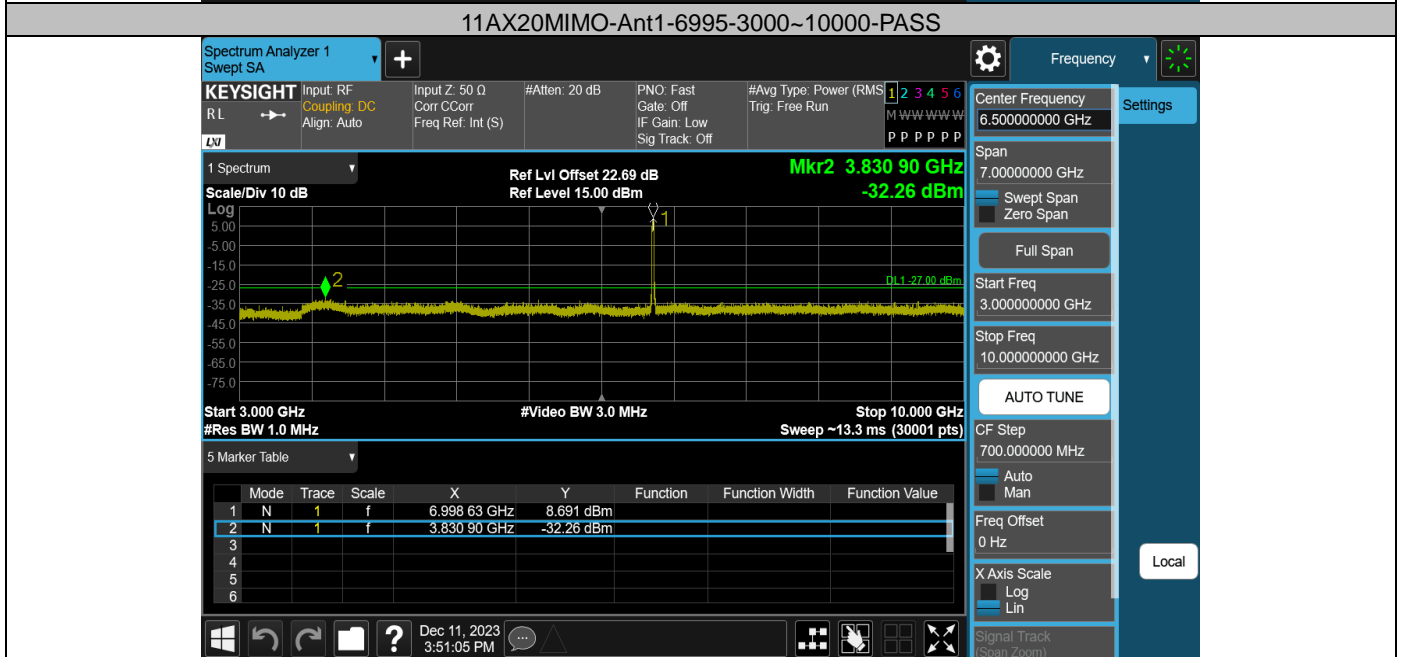 11AX20MIMO-Ant1-6995-3000~10000-PASS
Spectrum Analyzer 1
Swept SA
Frequency
KEYSIGHT
Input: RF
Input Z: 50 Ω
#Atten: 20 dB
PNO: Fast
#Avg Type: Power (RMS
1 2 3 4 5 6
R L
Coupling: DC
Corr CCorr
Gate: Off
Trig: Free Run
M W W W W W
Align: Auto
Freq Ref: Int (S)
IF Gain: Low
LXI
Sig Track: Off
P P P P P P
Center Frequency
6.500000000 GHz
Settings
Span
7.00000000 GHz
Swept Span
Zero Span
Full Span
Start Freq
3.000000000 GHz
Stop Freq
10.000000000 GHz
AUTO TUNE
CF Step
700.000000 MHz
Auto
Man
Freq Offset
0 Hz
X Axis Scale
Log
Lin
Signal Track
(Span Zoom)
Local
1 Spectrum
Ref Lvl Offset 22.69 dB
Mkr2 3.830 90 GHz
Scale/Div 10 dB
Ref Level 15.00 dBm
-32.26 dBm
Log
1
5.00
-5.00
-15.0
2
DL1 -27.00 dBm
-25.0
-35.0
-45.0
-55.0
-65.0
-75.0
Start 3.000 GHz
#Video BW 3.0 MHz
Stop 10.000 GHz
#Res BW 1.0 MHz
Sweep ~13.3 ms (30001 pts)
5 Marker Table
Mode Trace Scale X Y Function Function Width Function Value
1 N 1 f 6.998 63 GHz 8.691 dBm
2 N 1 f 3.830 90 GHz -32.26 dBm
3
4
5
6
?
Dec 11, 2023
3:51:05 PM